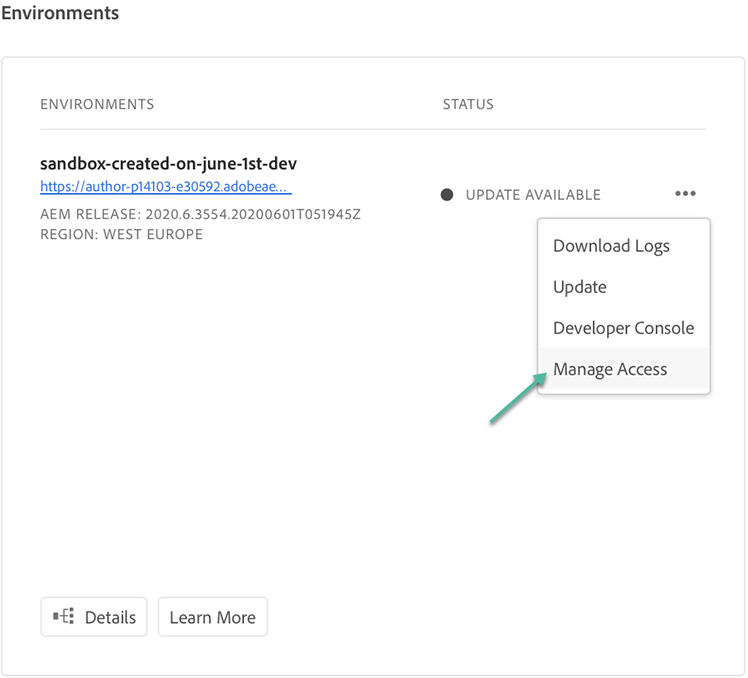 Environments
ENVIRONMENTS STATUS
sandbox-created-on-june-1st-dev
https://author-p14103-e30592.adobeae...
UPDATE AVAILABLE
AEM RELEASE: 2020.6.3554.20200601T051945Z
REGION: WEST EUROPE
Download Logs
Update
Developer Console
Manage Access
Details
Learn More